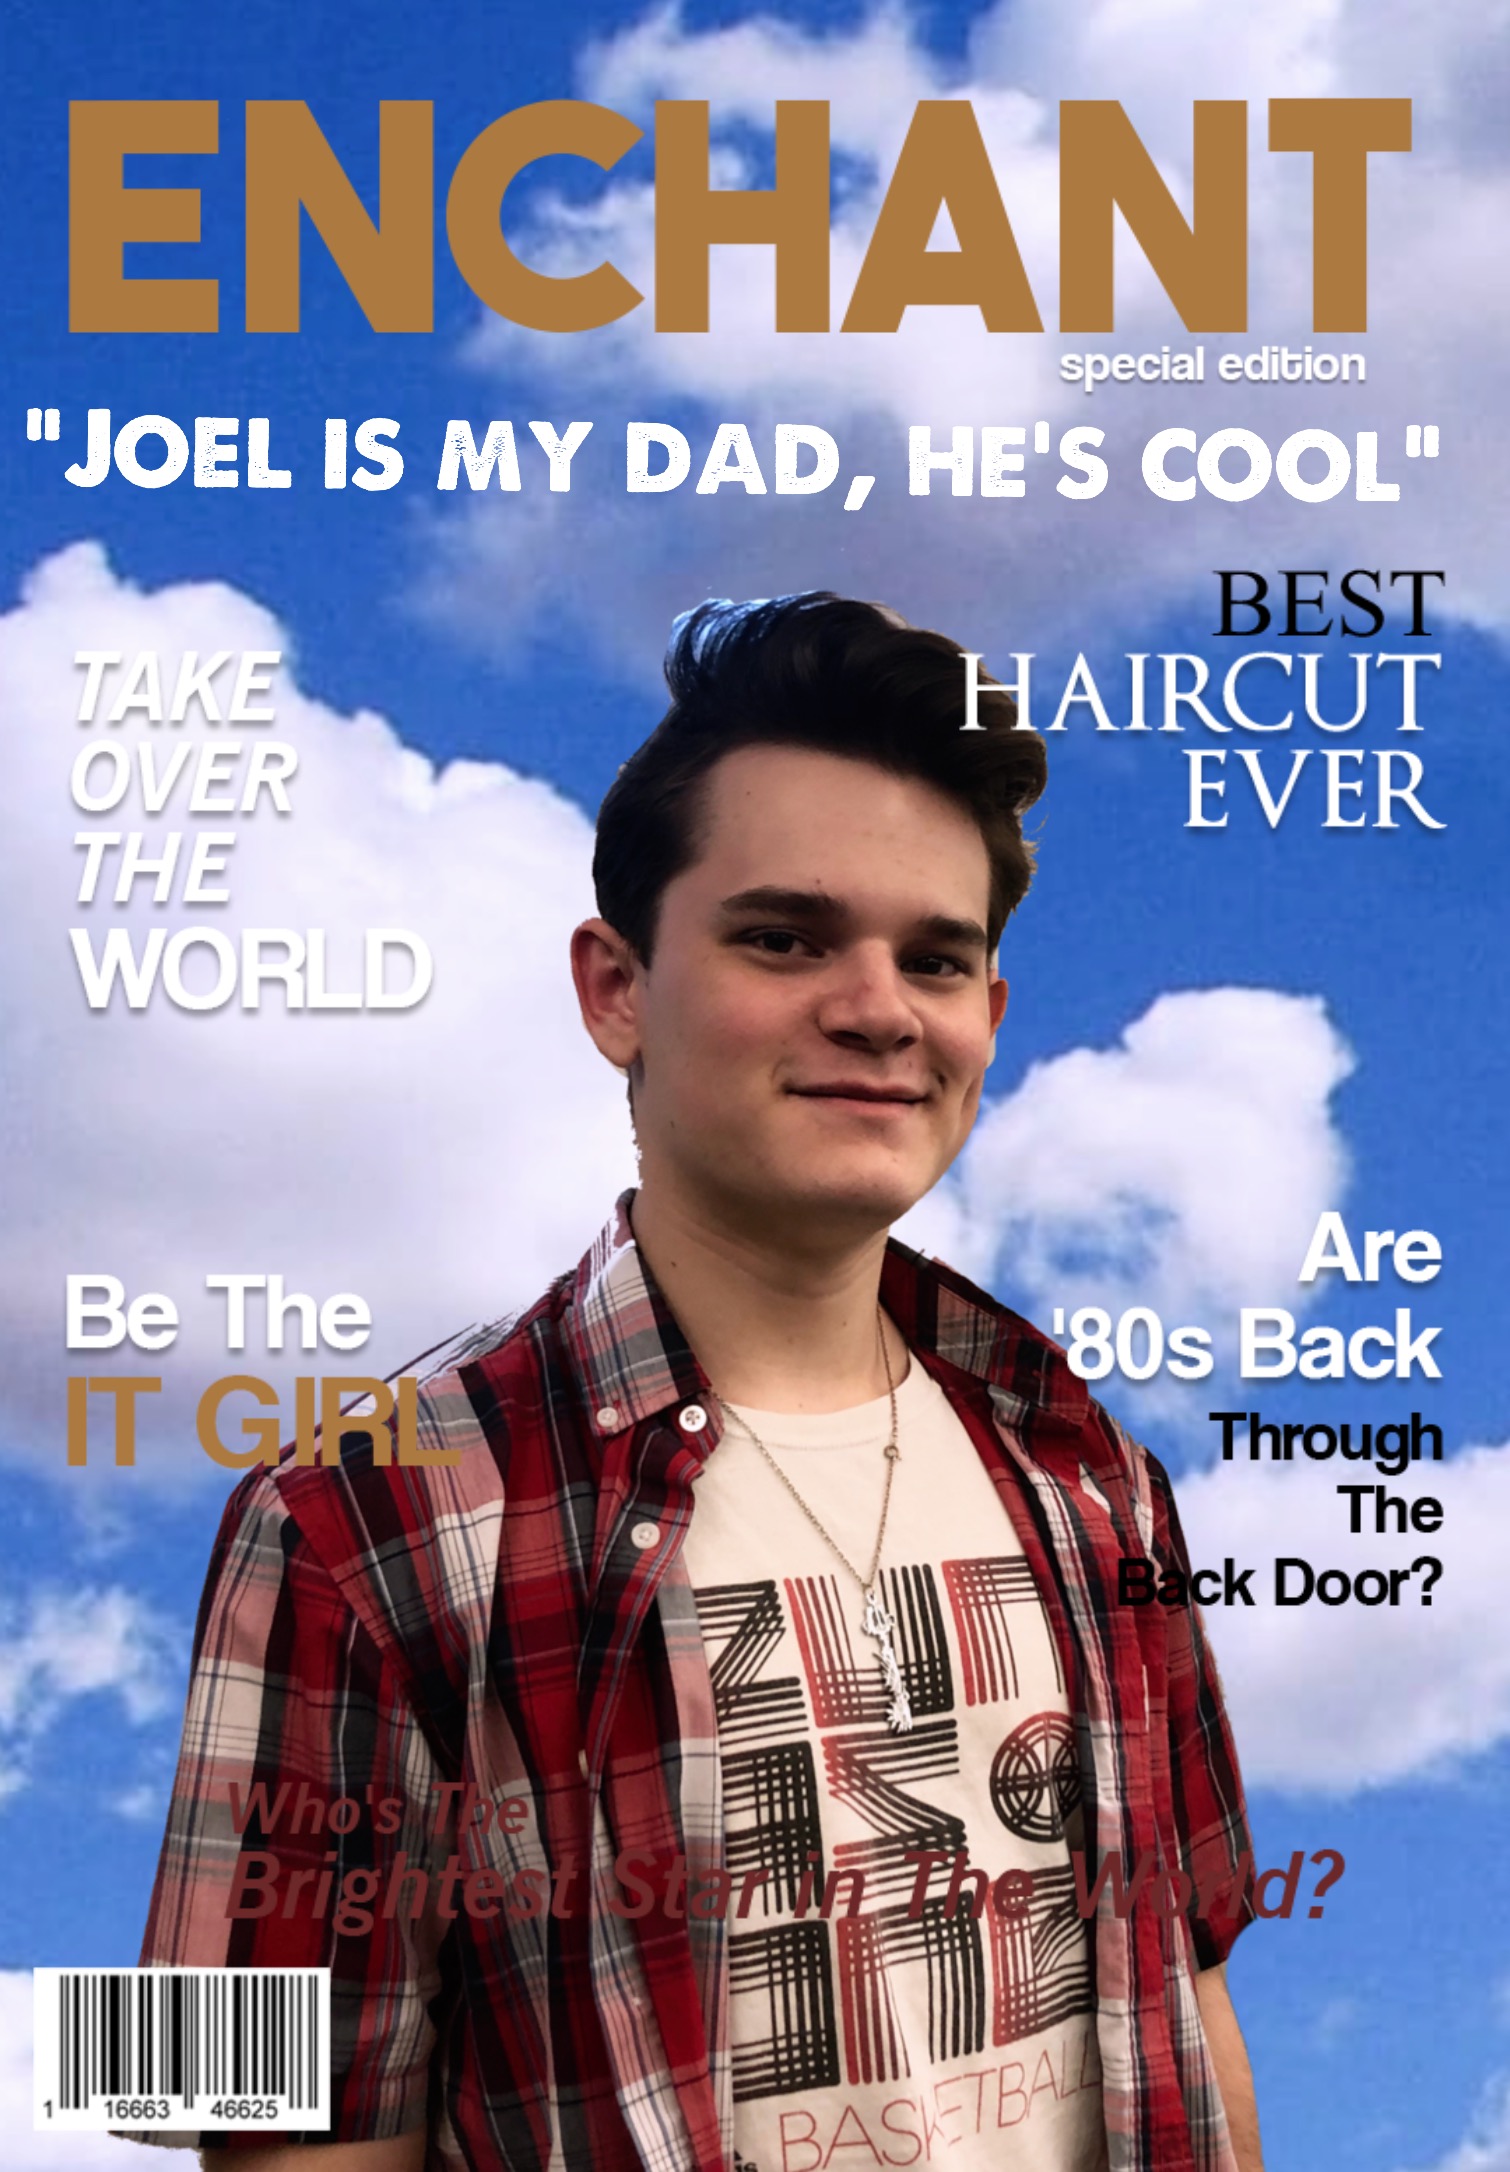 ENCHANT
special edition
"JOEL IS MY DAD, HE'S COOL"
BEST
HAIRCUT
EVER
TAKE
OVER
THE
WORLD
Be The
IT GIRL
Are
'80s Back
Through
The
Back Door?
Who's The
Brightest Star in The World?
BASKETBALL
1 16663 46625